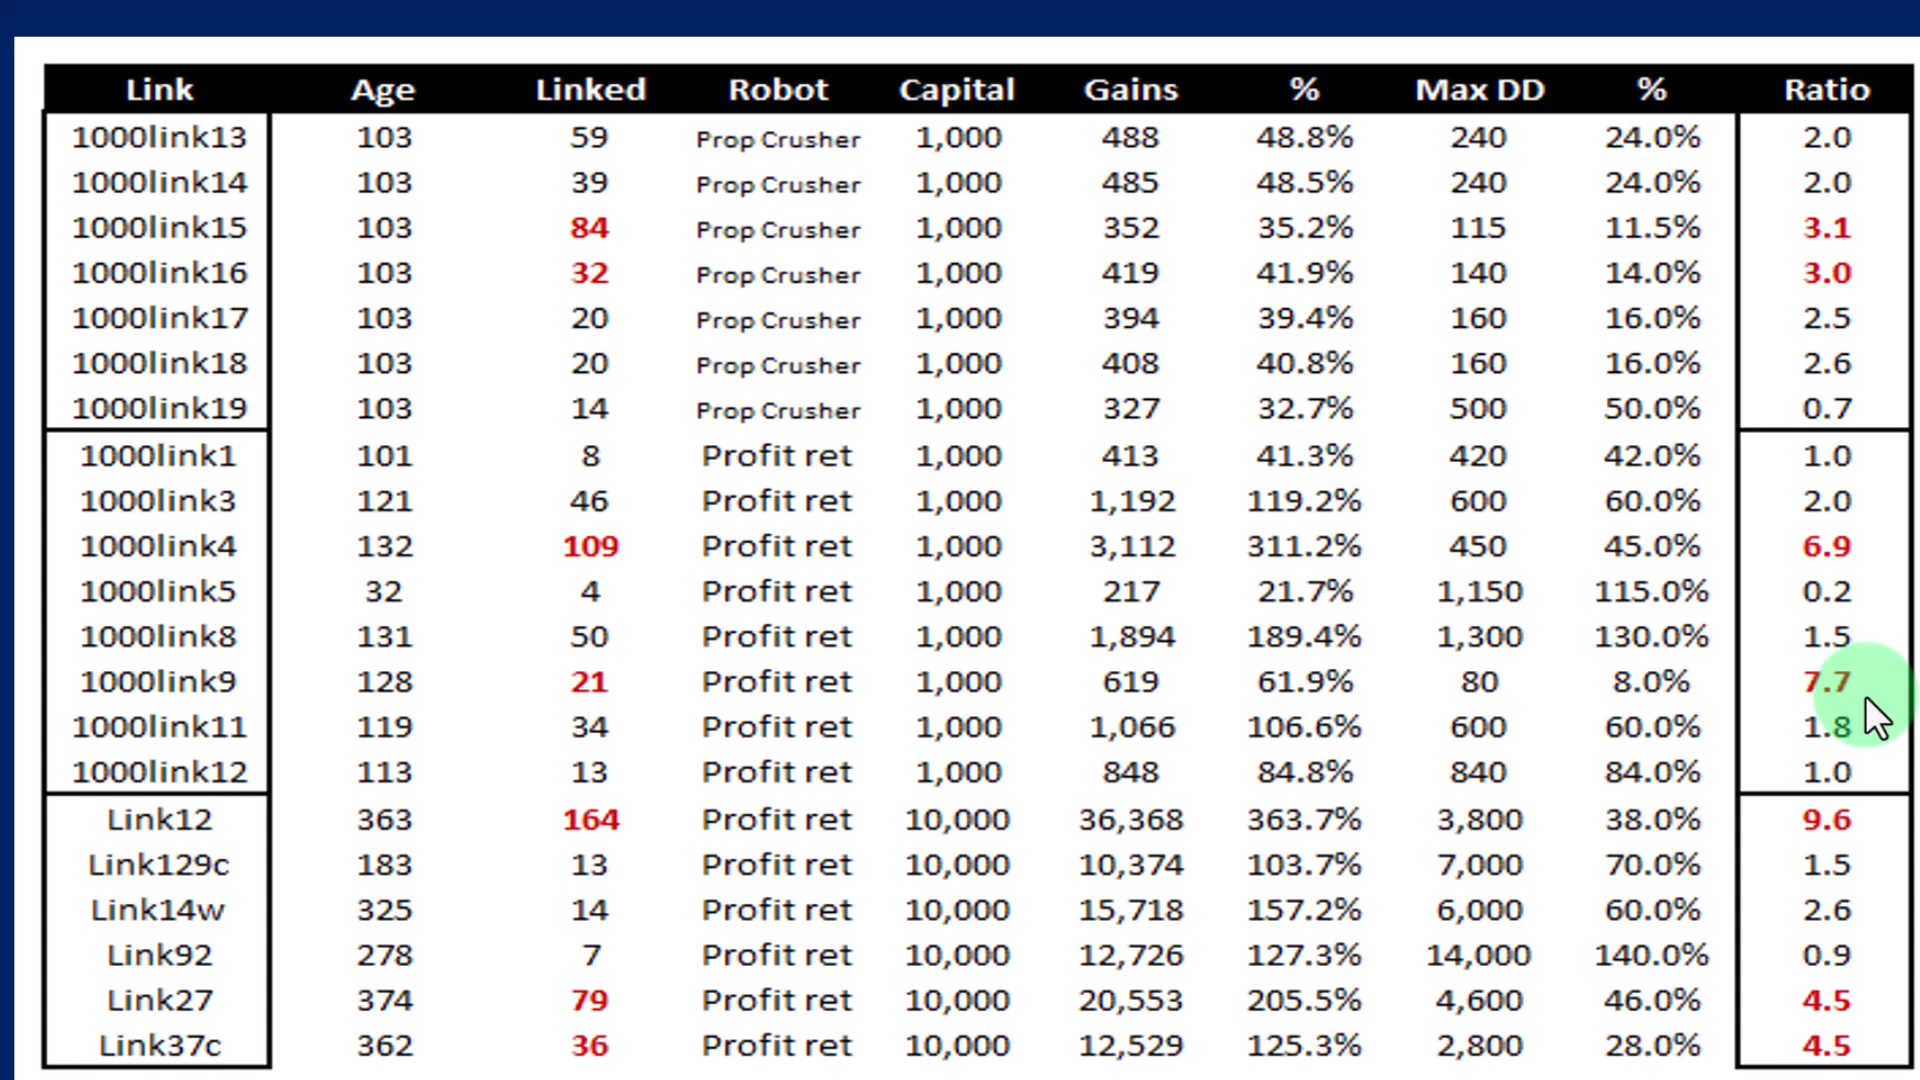 Link Age Linked Robot Capital Gains % Max DD % Ratio
1000link13 103 59 Prop Crusher 1,000 488 48.8% 240 24.0% 2.0
1000link14 103 39 Prop Crusher 1,000 485 48.5% 240 24.0% 2.0
1000link15 103 84 Prop Crusher 1,000 352 35.2% 115 11.5% 3.1
1000link16 103 32 Prop Crusher 1,000 419 41.9% 140 14.0% 3.0
1000link17 103 20 Prop Crusher 1,000 394 39.4% 160 16.0% 2.5
1000link18 103 20 Prop Crusher 1,000 408 40.8% 160 16.0% 2.6
1000link19 103 14 Prop Crusher 1,000 327 32.7% 500 50.0% 0.7
1000link1 101 8 Profit ret 1,000 413 41.3% 420 42.0% 1.0
1000link3 121 46 Profit ret 1,000 1,192 119.2% 600 60.0% 2.0
1000link4 132 109 Profit ret 1,000 3,112 311.2% 450 45.0% 6.9
1000link5 32 4 Profit ret 1,000 217 21.7% 1,150 115.0% 0.2
1000link8 131 50 Profit ret 1,000 1,894 189.4% 1,300 130.0% 1.5
1000link9 128 21 Profit ret 1,000 619 61.9% 80 8.0% 7.7
1000link11 119 34 Profit ret 1,000 1,066 106.6% 600 60.0% 1.8
1000link12 113 13 Profit ret 1,000 848 84.8% 840 84.0% 1.0
Link12 363 164 Profit ret 10,000 36,368 363.7% 3,800 38.0% 9.6
Link129c 183 13 Profit ret 10,000 10,374 103.7% 7,000 70.0% 1.5
Link14w 325 14 Profit ret 10,000 15,718 157.2% 6,000 60.0% 2.6
Link92 278 7 Profit ret 10,000 12,726 127.3% 14,000 140.0% 0.9
Link27 374 79 Profit ret 10,000 20,553 205.5% 4,600 46.0% 4.5
Link37c 362 36 Profit ret 10,000 12,529 125.3% 2,800 28.0% 4.5